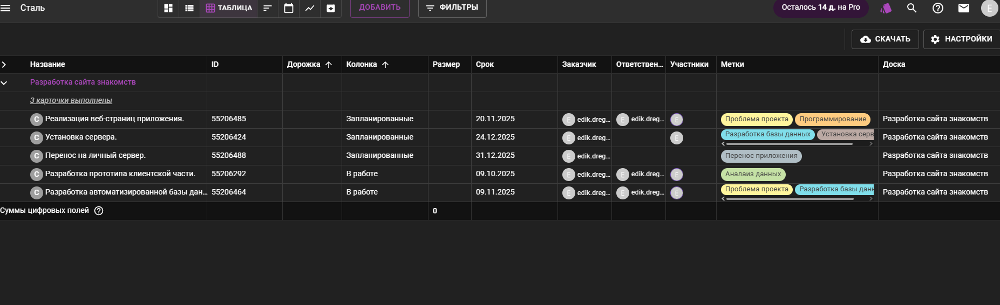 Сталь ТАБЛИЦА ДОБАВИТЬ ФИЛЬТРЫ Осталось 14 д. на Pro E
СКАЧАТЬ НАСТРОЙКИ
Название ID Дорожка Колонка Размер Срок Заказчик Ответствен... Участники Метки Доска
Разработка сайта знакомств
3 карточки выполнены
С Реализация веб-страниц приложения. 55206485 Запланированные 20.11.2025 E edik.dreg... E edik.dreg... E Проблема проекта Программирование Разработка сайта знакомств
С Установка сервера. 55206424 Запланированные 24.12.2025 E edik.dreg... E Разработка базы данных Установка серв Разработка сайта знакомств
С Перенос на личный сервер. 55206488 Запланированные 31.12.2025 E edik.dreg... Перенос приложения Разработка сайта знакомств
С Разработка прототипа клиентской части. 55206292 В работе 09.10.2025 E edik.dreg... E edik.dreg... E Аналаиз данных Разработка сайта знакомств
С Разработка автоматизированной базы дан... 55206464 В работе 09.11.2025 E edik.dreg... E edik.dreg... E Проблема проекта Разработка базы данн Разработка сайта знакомств
Суммы цифровых полей ? 0